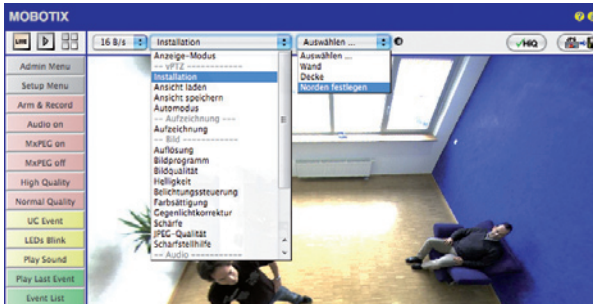 MOBOTIX
LIVE
16 B/s
Installation
Auswählen ...
HiQ
Admin Menu
Setup Menu
Arm & Record
Audio on
MxPEG on
MxPEG off
High Quality
Normal Quality
UC Event
LEDs Blink
Play Sound
Play Last Event
Event List
Anzeige-Modus
-- vPTZ ------------
Installation
Ansicht laden
Ansicht speichern
Automodus
-- Aufzeichnung ---
Aufzeichnung
-- Bild ------------
Auflösung
Bildprogramm
Bildqualität
Helligkeit
Belichtungssteuerung
Farbsättigung
Gegenlichtkorrektur
Schärfe
JPEG-Qualität
Scharfstellhilfe
-- Audio ----------
Auswählen ...
Wand
Decke
Norden festlegen